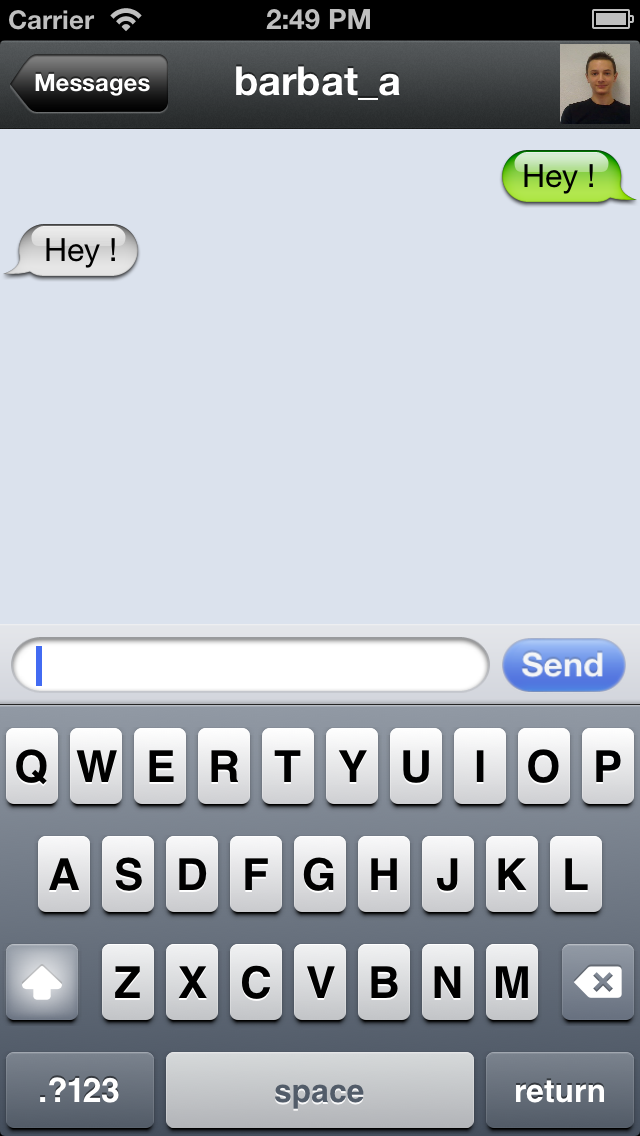 Carrier 2:49 PM
Messages barbat_a
Hey !
Hey !
Send
Q W E R T Y U I O P
A S D F G H J K L
Z X C V B N M
.?123 space return